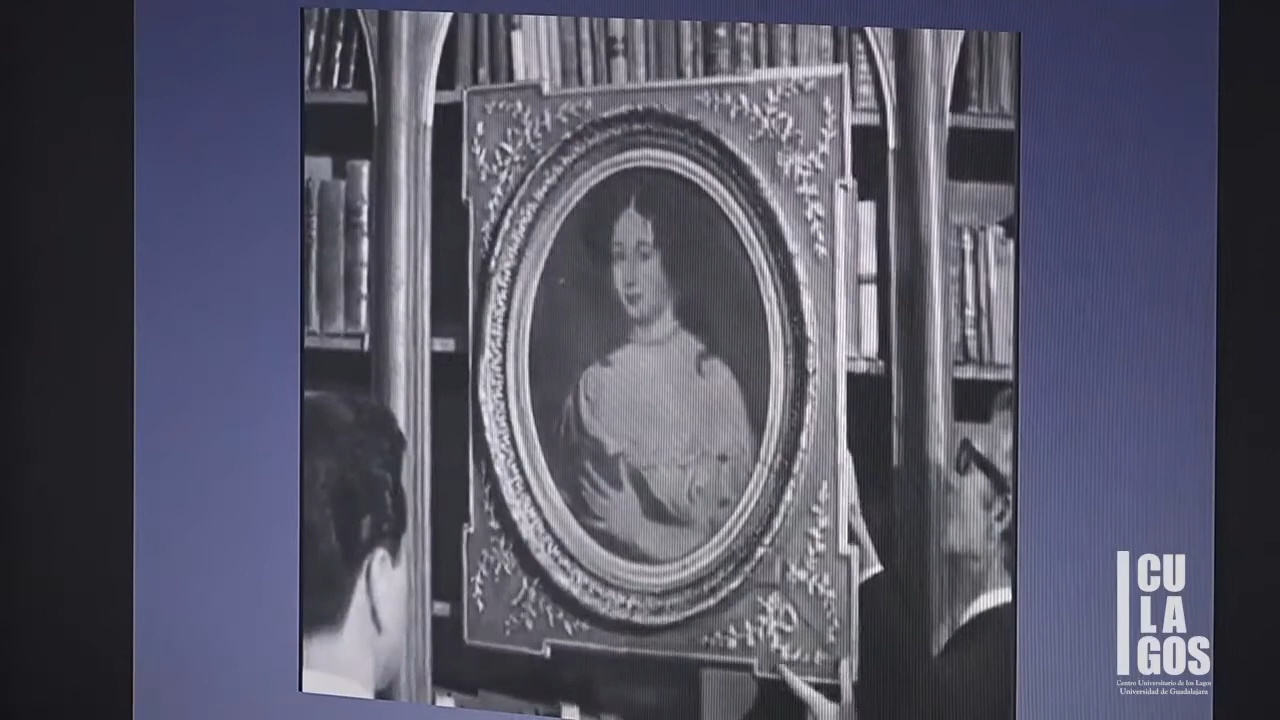 CU
LA
GOS
Centro Universitario de los Lagos
Universidad de Guadalajara